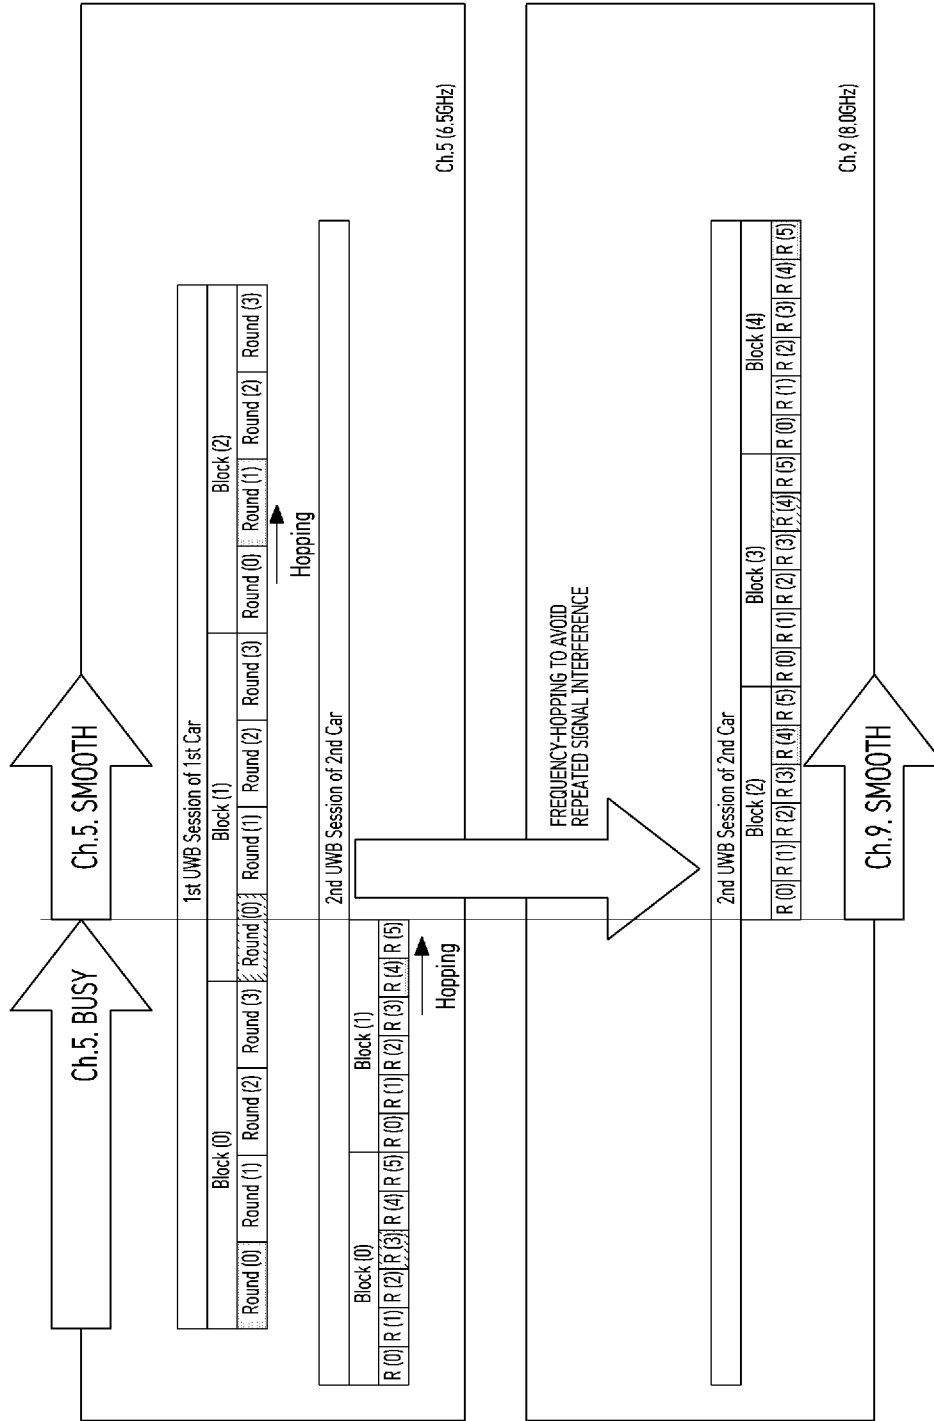 Ch.5. BUSY
Ch.5. SMOOTH
1st UWB Session of 1st Car
Block (0)
Block (1)
Block (2)
Round (0)
Round (1)
Round (2)
Round (3)
Round (0)
Round (1)
Round (2)
Round (3)
Round (0)
Round (1)
Round (2)
Round (3)
Hopping
2nd UWB Session of 2nd Car
Block (0)
Block (1)
R (0)
R (1)
R (2)
R (3)
R (4)
R (5)
R (0)
R (1)
R (2)
R (3)
R (4)
R (5)
Hopping
Ch.5 (6.5GHz)
FREQUENCY-HOPPING TO AVOID
REPEATED SIGNAL INTERFERENCE
2nd UWB Session of 2nd Car
Block (2)
Block (3)
Block (4)
R (0)
R (1)
R (2)
R (3)
R (4)
R (5)
R (0)
R (1)
R (2)
R (3)
R (4)
R (5)
R (0)
R (1)
R (2)
R (3)
R (4)
R (5)
Ch.9 (8.0GHz)
Ch.9. SMOOTH